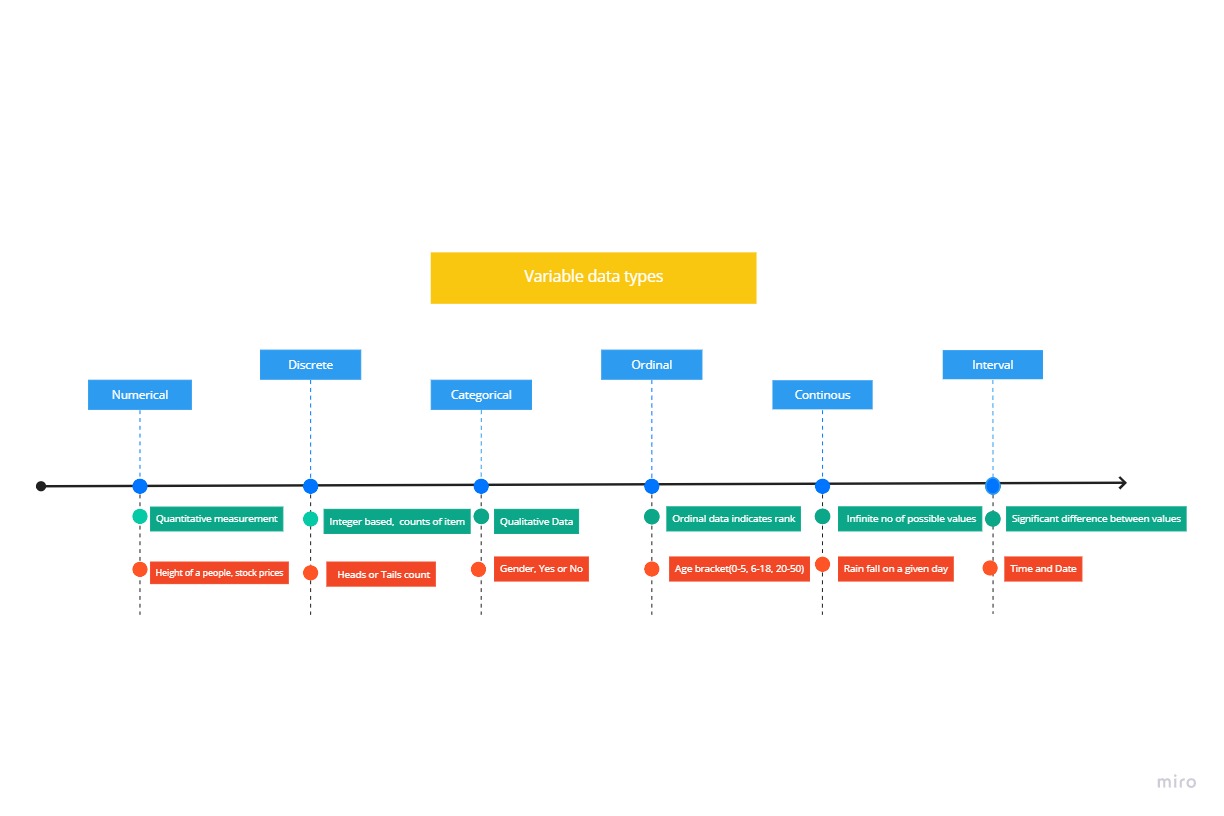 Variable data types
Discrete
Ordinal
Interval
Numerical
Categorical
Continous
Quantitative measurement
Integer based, counts of item
Qualitative Data
Ordinal data indicates rank
Infinite no of possible values
Significant difference between values
Height of a people, stock prices
Heads or Tails count
Gender, Yes or No
Age bracket(0-5, 6-18, 20-50)
Rain fall on a given day
Time and Date
miro